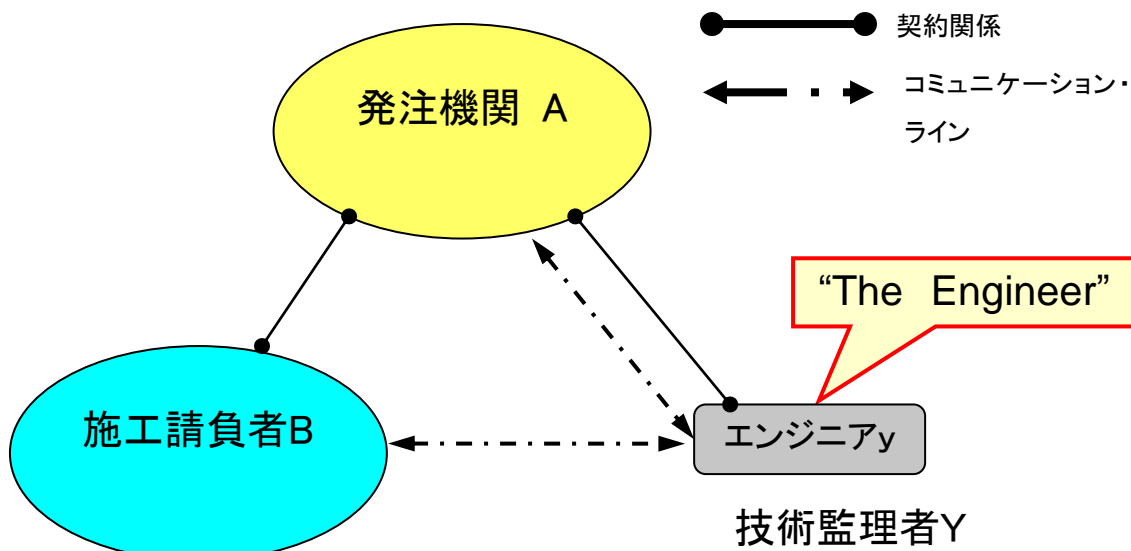 契約関係
コミュニケーション・
ライン
発注機関 A
“The Engineer”
施工請負者B
エンジニアy
技術監理者Y